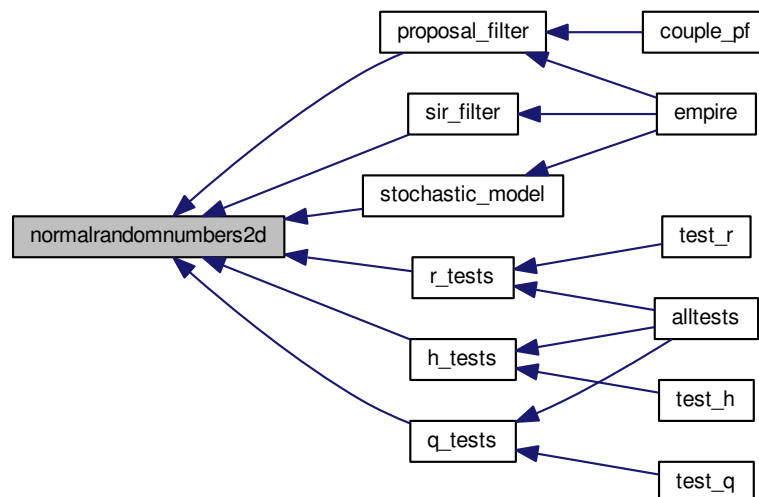 proposal_filter
couple_pf
sir_filter
empire
stochastic_model
normalrandomnumbers2d
test_r
r_tests
alltests
h_tests
test_h
q_tests
test_q